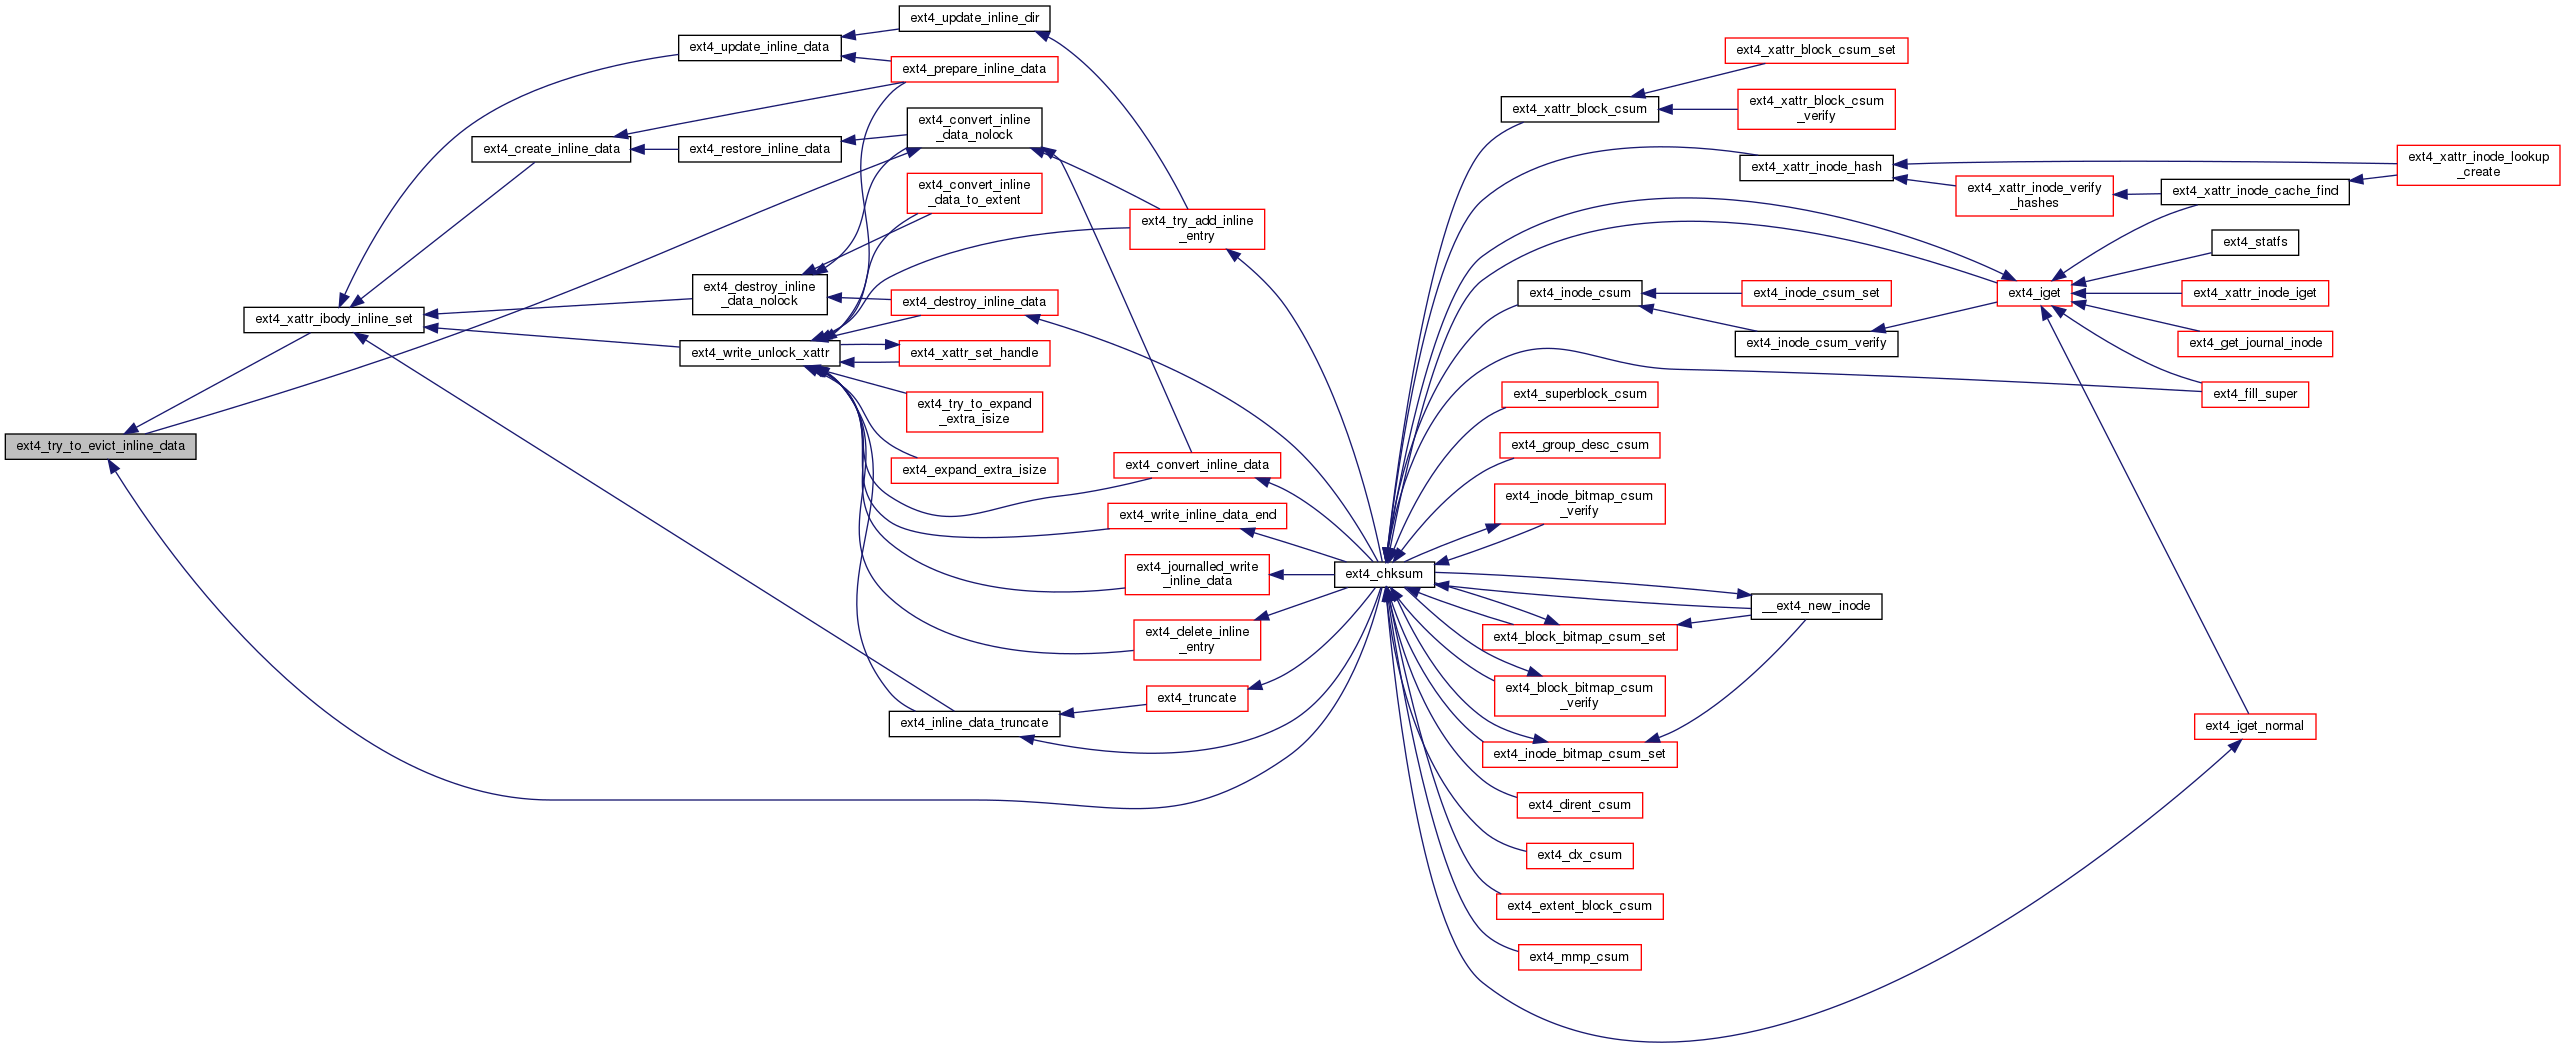 ext4_try_to_evict_inline_data
ext4_xattr_ibody_inline_set
ext4_create_inline_data
ext4_update_inline_data
ext4_restore_inline_data
ext4_destroy_inline
_data_nolock
ext4_write_unlock_xattr
ext4_update_inline_dir
ext4_prepare_inline_data
ext4_convert_inline
_data_nolock
ext4_convert_inline
_data_to_extent
ext4_destroy_inline_data
ext4_xattr_set_handle
ext4_try_to_expand
_extra_isize
ext4_expand_extra_isize
ext4_inline_data_truncate
ext4_try_add_inline
_entry
ext4_convert_inline_data
ext4_write_inline_data_end
ext4_journalled_write
_inline_data
ext4_delete_inline
_entry
ext4_truncate
ext4_chksum
ext4_xattr_block_csum
ext4_inode_csum
ext4_superblock_csum
ext4_group_desc_csum
ext4_inode_bitmap_csum
_verify
ext4_block_bitmap_csum_set
ext4_block_bitmap_csum
_verify
ext4_inode_bitmap_csum_set
ext4_dirent_csum
ext4_dx_csum
ext4_extent_block_csum
ext4_mmp_csum
ext4_xattr_block_csum_set
ext4_xattr_block_csum
_verify
ext4_xattr_inode_hash
ext4_inode_csum_set
ext4_inode_csum_verify
__ext4_new_inode
ext4_xattr_inode_verify
_hashes
ext4_iget
ext4_xattr_inode_cache_find
ext4_statfs
ext4_xattr_inode_iget
ext4_get_journal_inode
ext4_fill_super
ext4_iget_normal
ext4_xattr_inode_lookup
_create